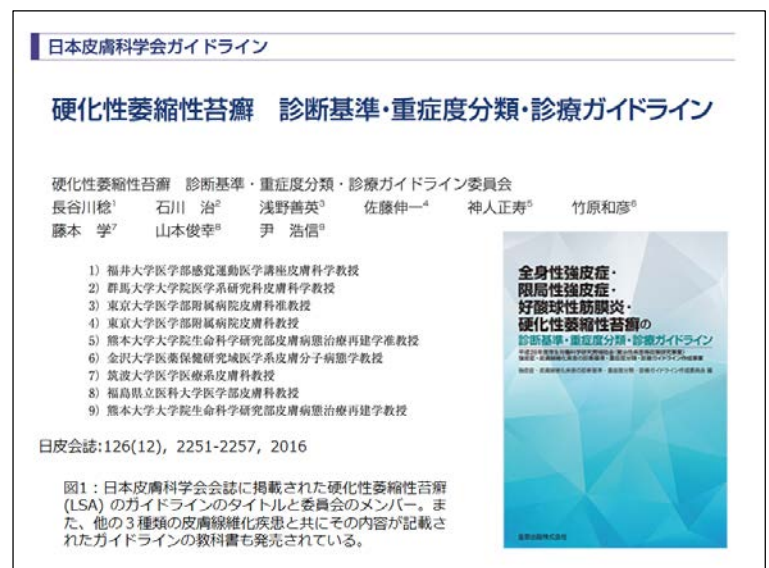 日本皮膚科学会ガイドライン
硬化性萎縮性苔癬　診断基準・重症度分類・診療ガイドライン
硬化性萎縮性苔癬　診断基準・重症度分類・診療ガイドライン委員会
長谷川稔¹　石川　治²　浅野善英³　佐藤伸一⁴　神人正寿⁵　竹原和彦⁶
藤本　学⁷　山本俊幸⁸　尹　浩信⁹
1）福井大学医学部感覚運動医学講座皮膚科学教授
2）群馬大学大学院医学系研究科皮膚科学教授
3）東京大学医学部附属病院皮膚科准教授
4）東京大学医学部附属病院皮膚科教授
5）熊本大学大学院生命科学研究部皮膚病態治療再建学准教授
6）金沢大学医薬保健研究域医学系皮膚分子病態学教授
7）筑波大学医学医療系皮膚科教授
8）福島県立医科大学医学部皮膚科教授
9）熊本大学大学院生命科学研究部皮膚病態治療再建学教授
日皮会誌:126(12), 2251-2257, 2016
図1：日本皮膚科学会会誌に掲載された硬化性萎縮性苔癬
(LSA) のガイドラインのタイトルと委員会のメンバー。ま
た、他の３種類の皮膚線維化疾患と共にその内容が記載さ
れたガイドラインの教科書も発売されている。
全身性強皮症・
限局性強皮症・
好酸球性筋膜炎・
硬化性萎縮性苔癬の
診断基準・重症度分類・診療ガイドライン
金原出版株式会社